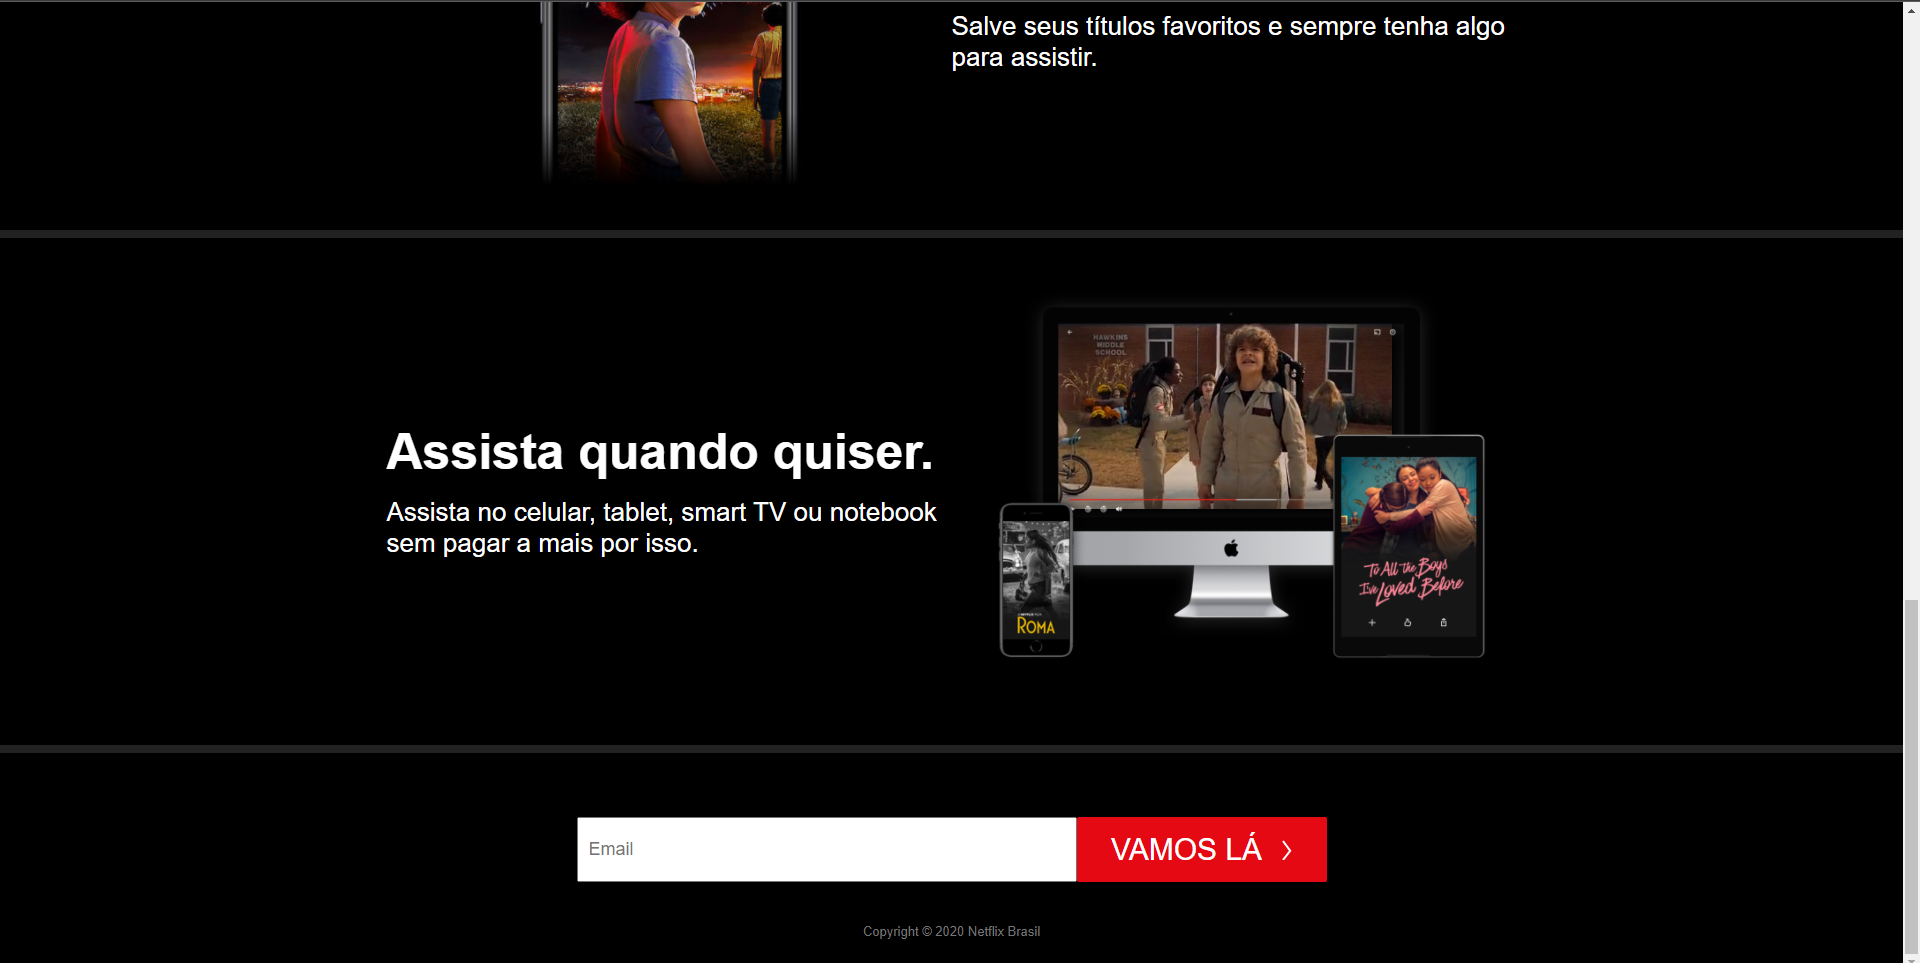 Salve seus títulos favoritos e sempre tenha algo
para assistir.
HAWKINS
MIDDLE
SCHOOL
Assista quando quiser.
Assista no celular, tablet, smart TV ou notebook
sem pagar a mais por isso.
To All the Boys
I've Loved Before
A NETFLIX FILM
ROMA
Email
VAMOS LÁ
Copyright © 2020 Netflix Brasil